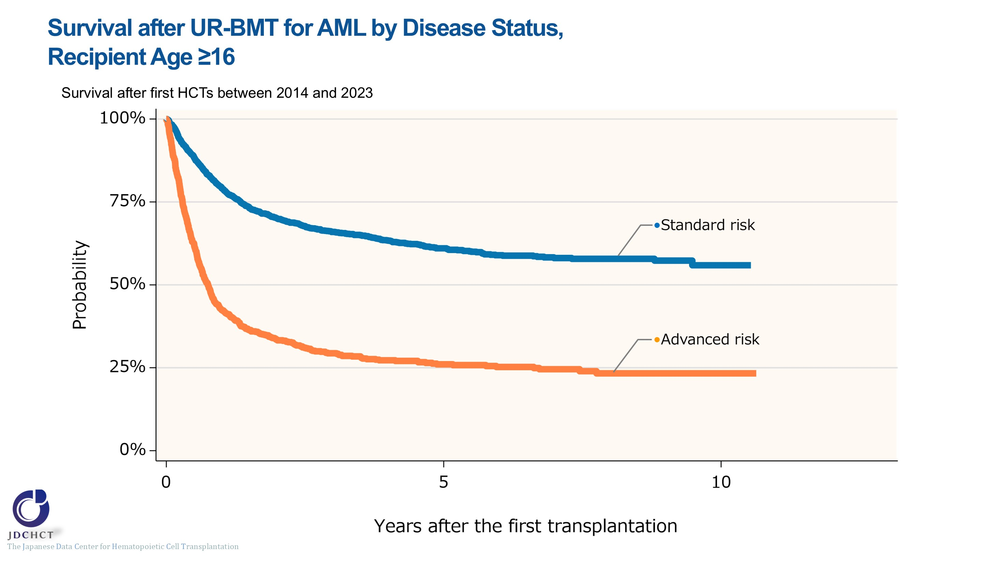 Survival after UR-BMT for AML by Disease Status,
Recipient Age ≥16
Survival after first HCTs between 2014 and 2023
100%
75%
50%
25%
0%
Probability
Standard risk
Advanced risk
0
5
10
Years after the first transplantation
JDCHCT
The Japanese Data Center for Hematopoietic Cell Transplantation